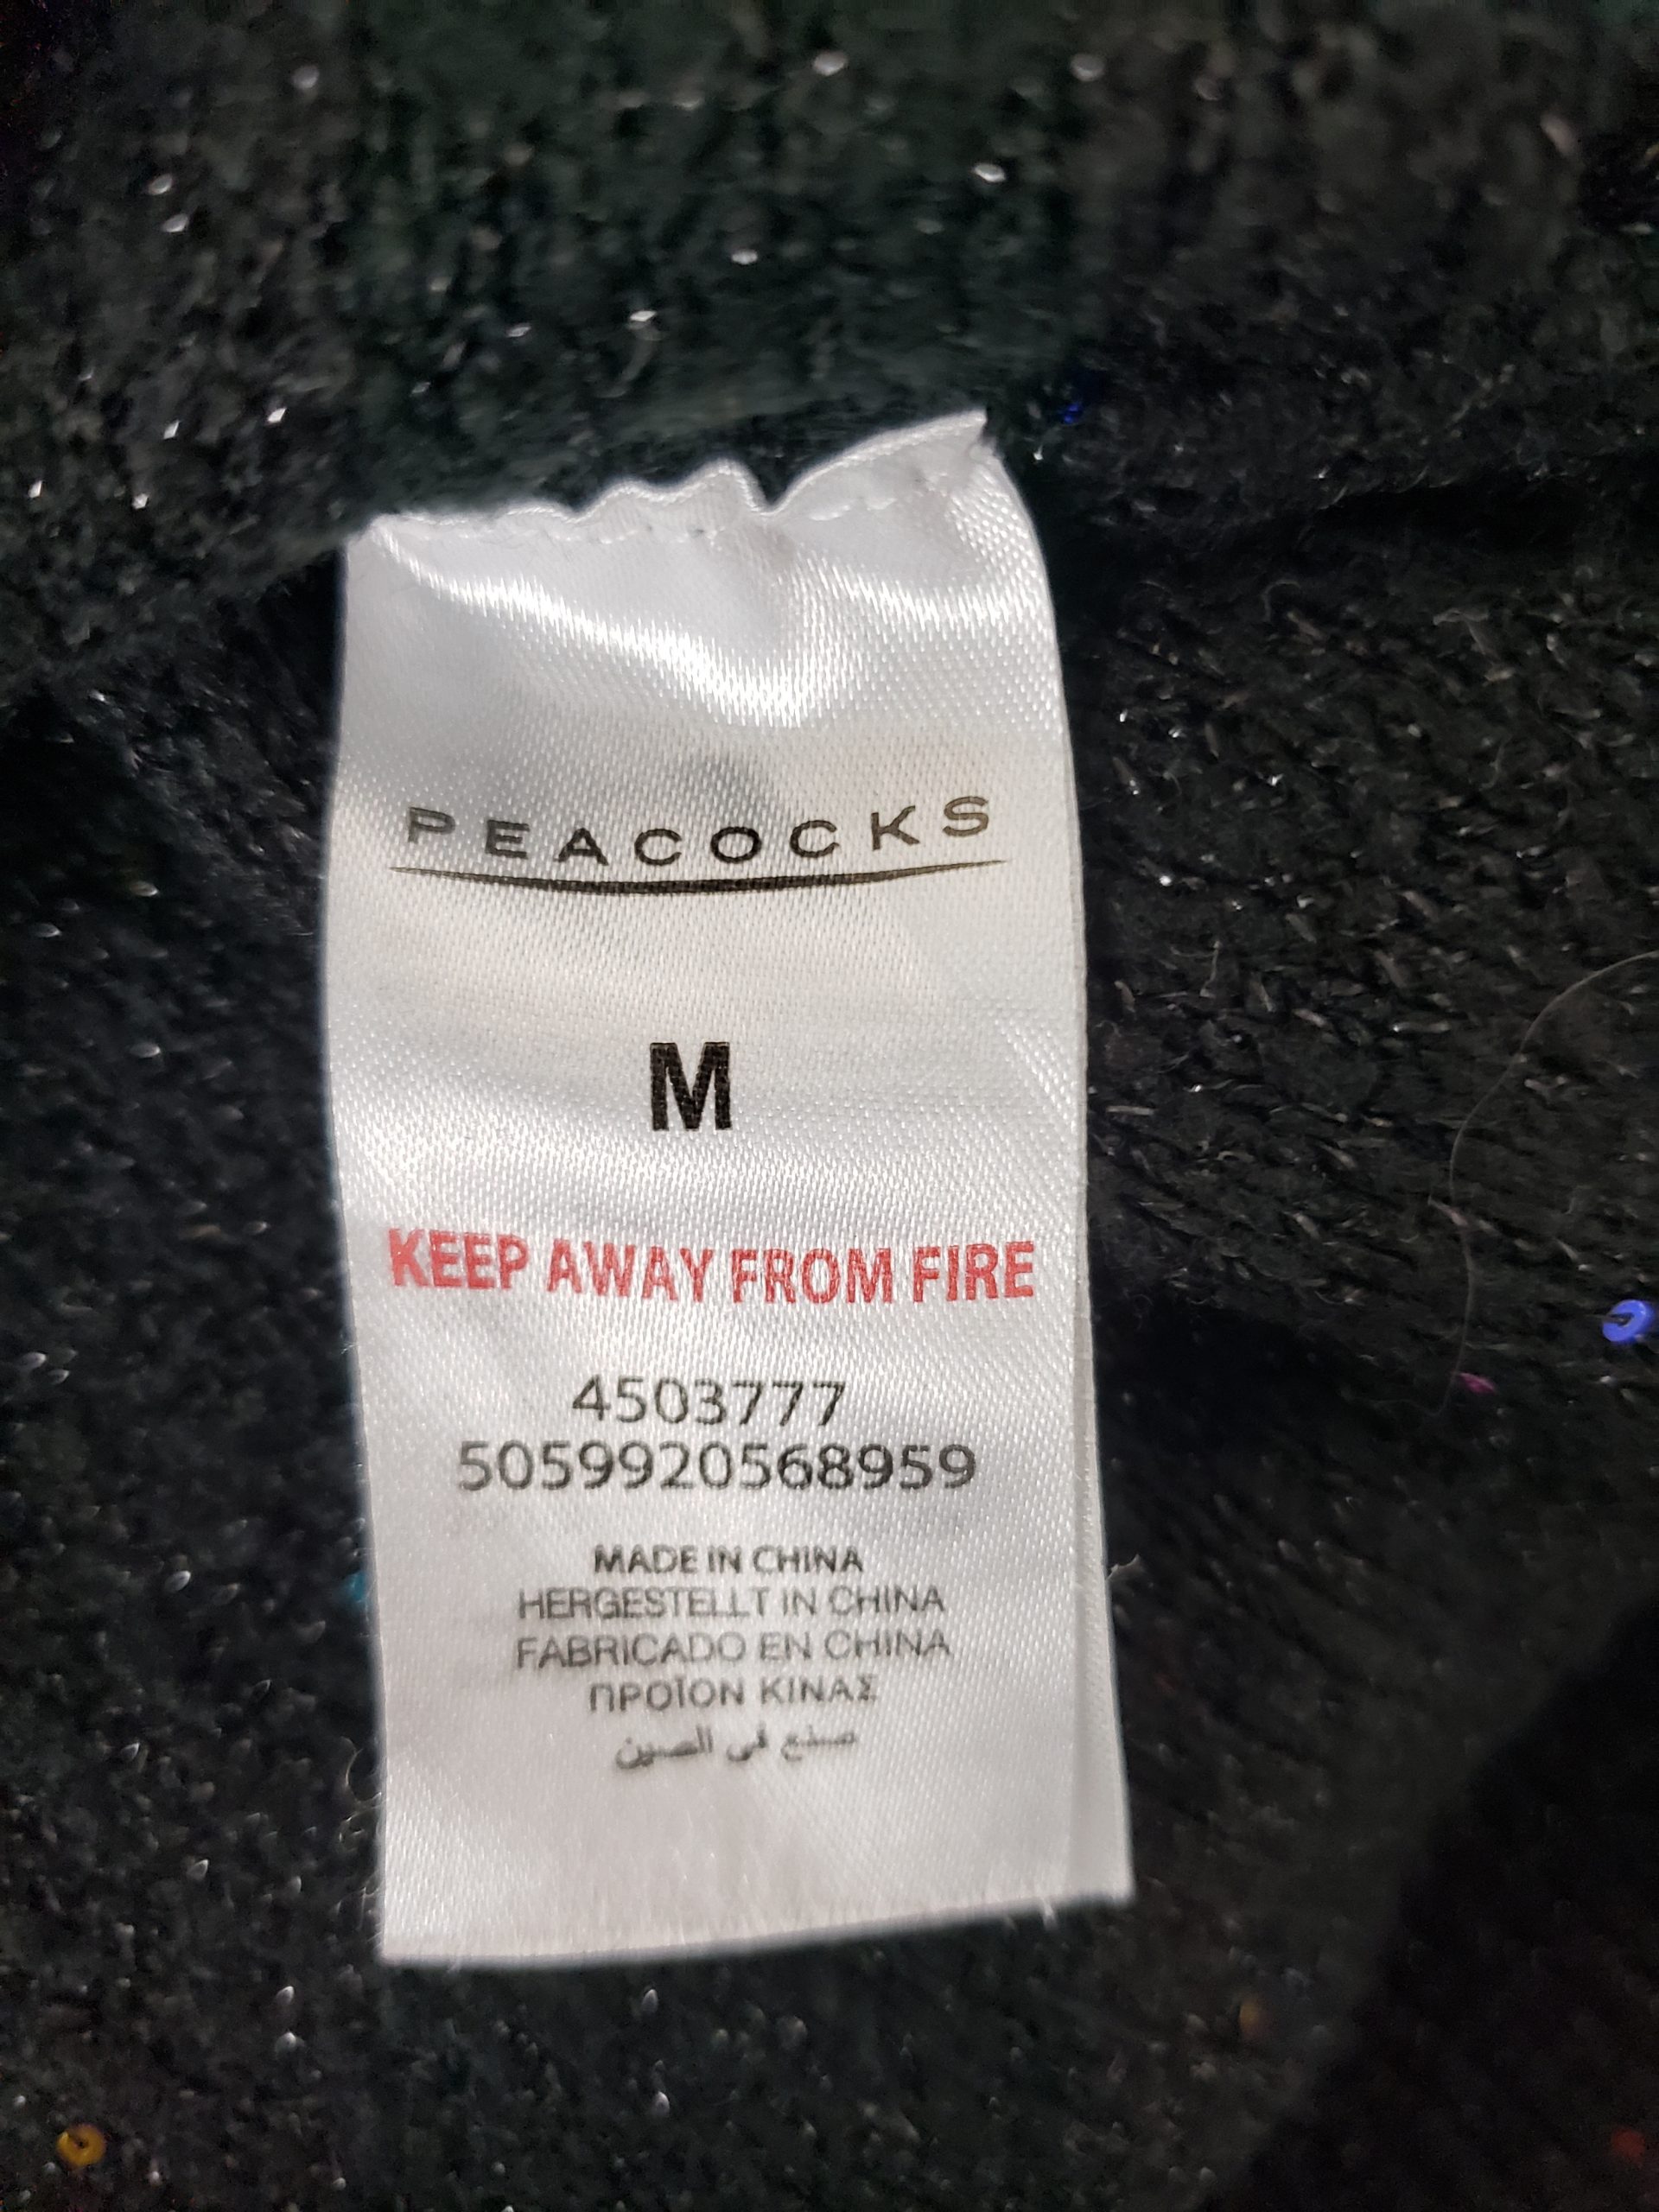 PEACOCKS
M
KEEP AWAY FROM FIRE
4503777
5059920568959
MADE IN CHINA
HERGESTELLT IN CHINA
FABRICADO EN CHINA
ΠΡΟΪΟΝ ΚΙΝΑΣ
صنع في الصين